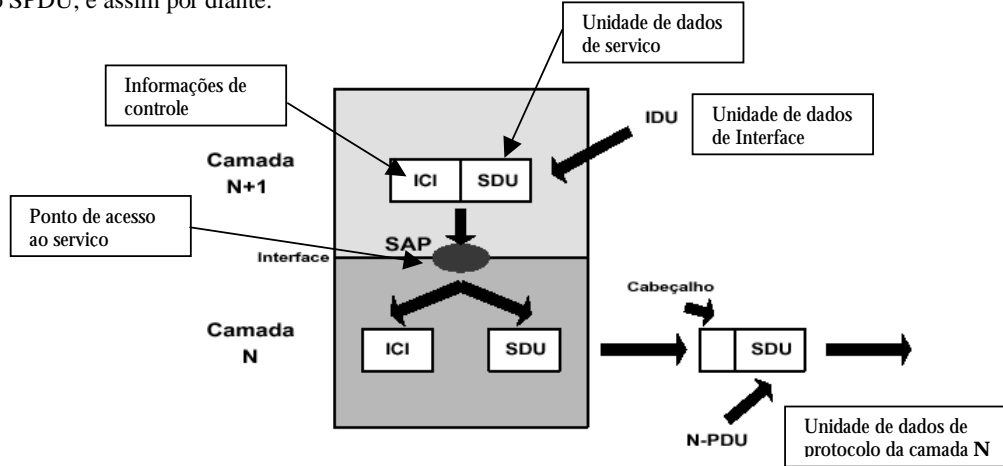 o SPDU, e assim por diante.
Unidade de dados
de serviço
Informações de
controle
IDU
Unidade de dados
de Interface
Camada
N+1
ICI
SDU
Ponto de acesso
ao serviço
SAP
Interface
Cabeçalho
Camada
N
ICI
SDU
SDU
N-PDU
Unidade de dados de
protocolo da camada N